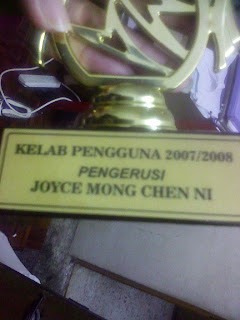 KELAB PENGGUNA 2007/2008
PENGERUSI
JOYCE MONG CHEN NI